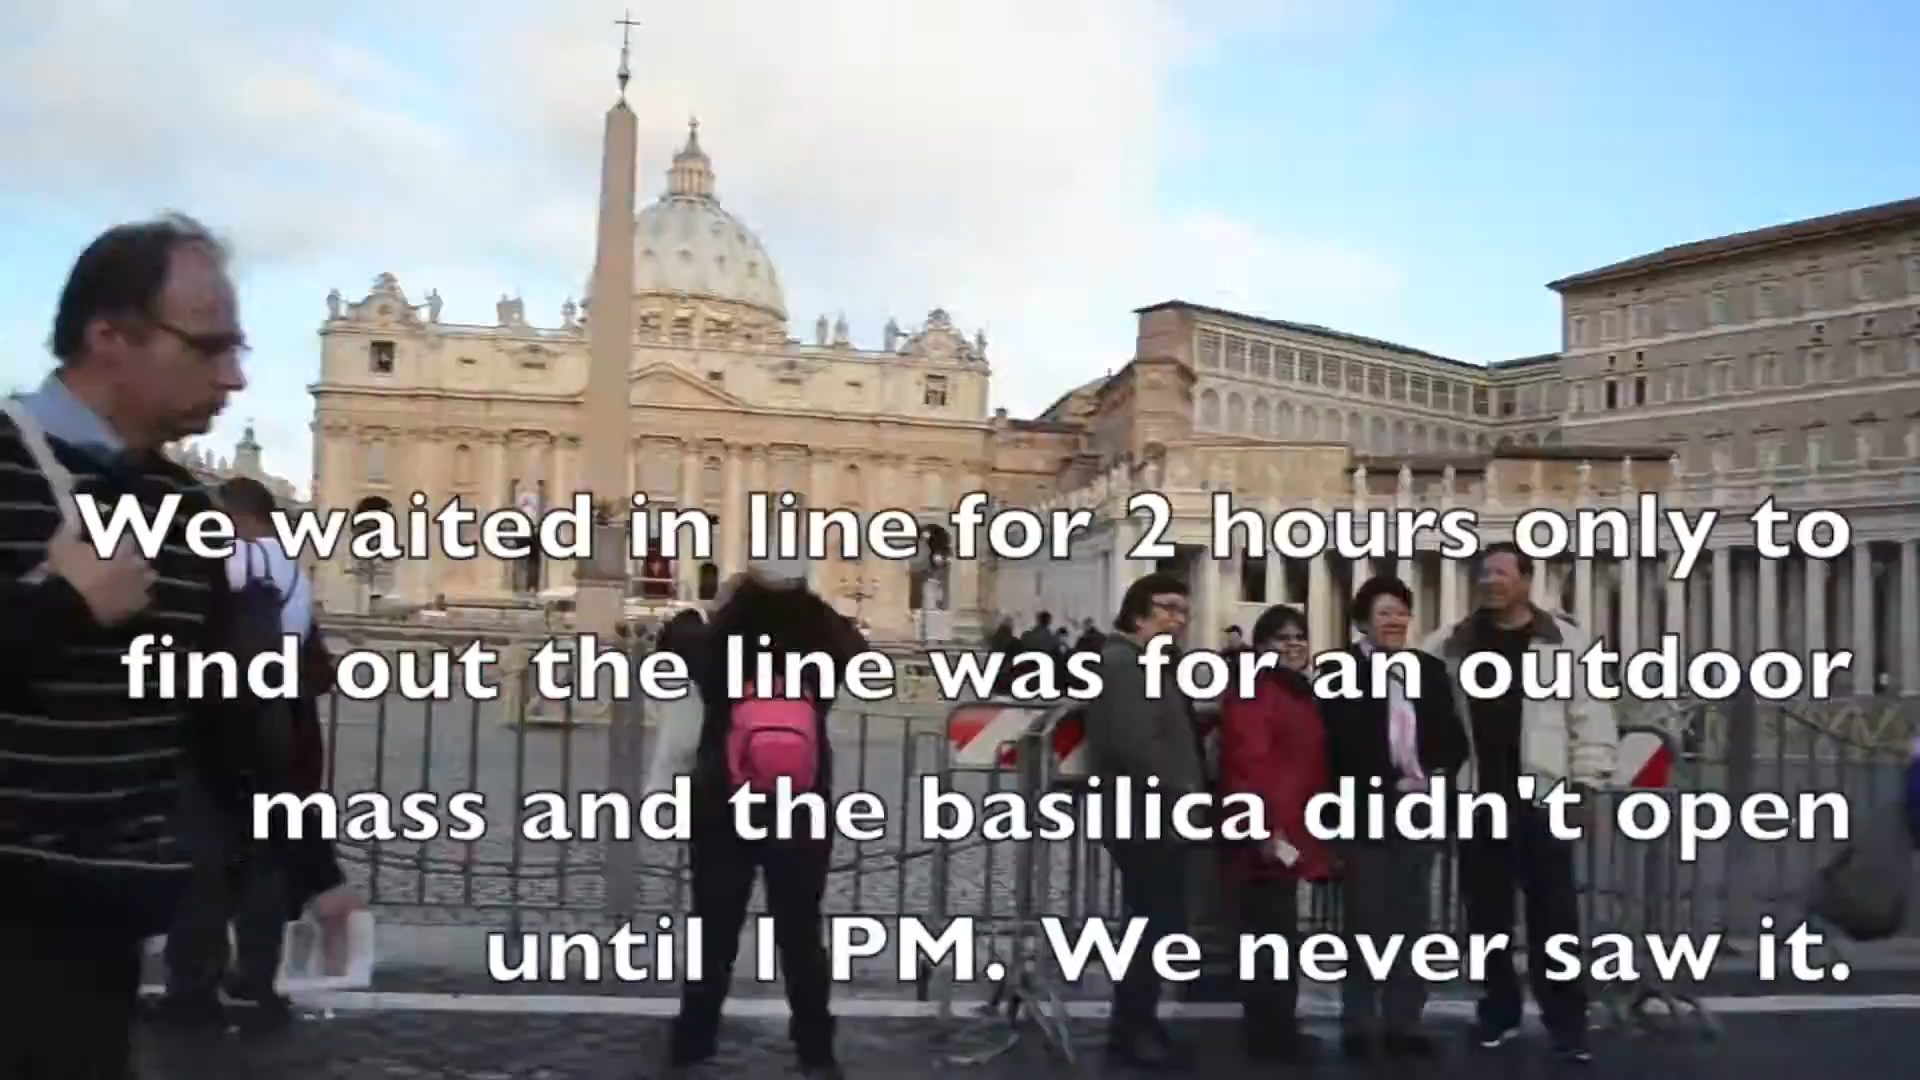 We waited in line for 2 hours only to
find out the line was for an outdoor
mass and the basilica didn't open
until 1 PM. We never saw it.